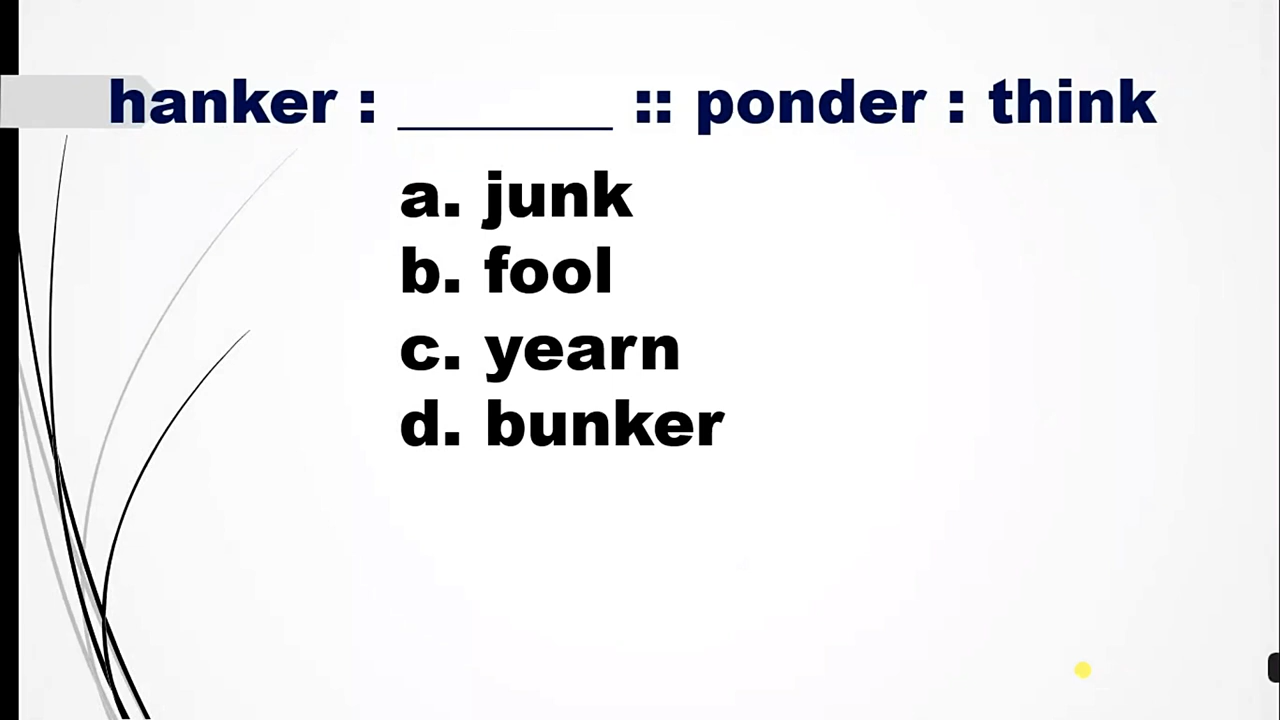 hanker : _______ :: ponder : think
a. junk
b. fool
c. yearn
d. bunker